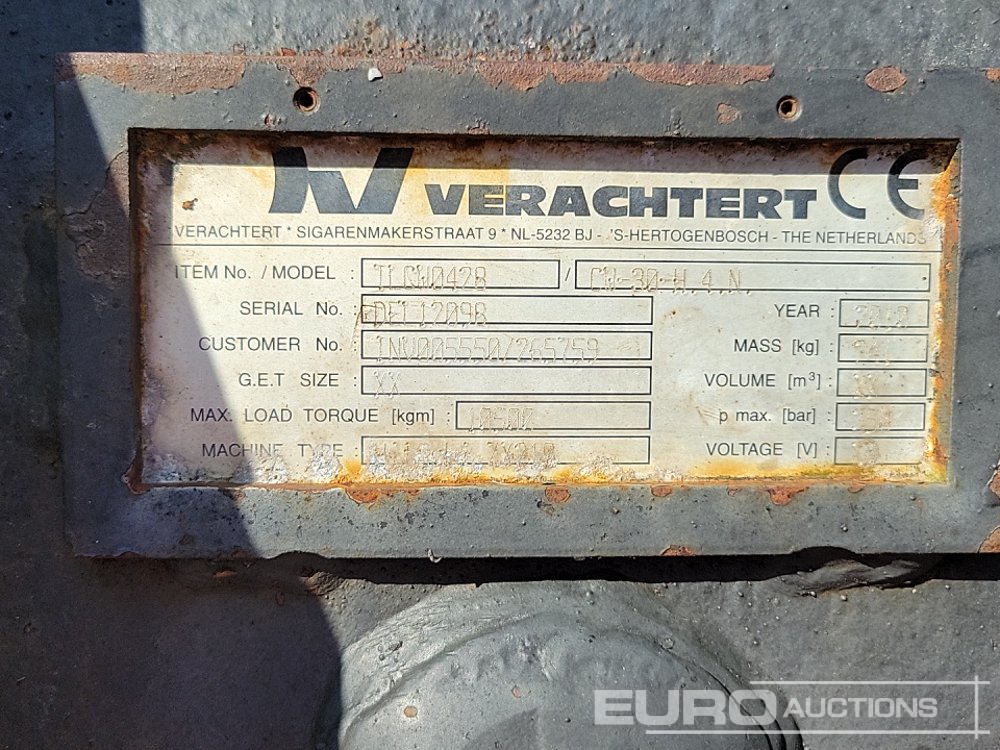 VERACHTERT CE
VERACHTERT * SIGARENMAKERSTRAAT 9 * NL-5232 BJ - 'S-HERTOGENBOSCH - THE NETHERLANDS
ITEM No. / MODEL : TLCW0428 / CW-30-H.4.N.
SERIAL No. : DEL12098 YEAR :
CUSTOMER No. : INV005550/265759 MASS [kg] :
G.E.T SIZE : XX VOLUME [m³] : XX
MAX. LOAD TORQUE [kgm] : 10500 p max. [bar] :
MACHINE TYPE : VOLTAGE [V] :
EURO AUCTIONS